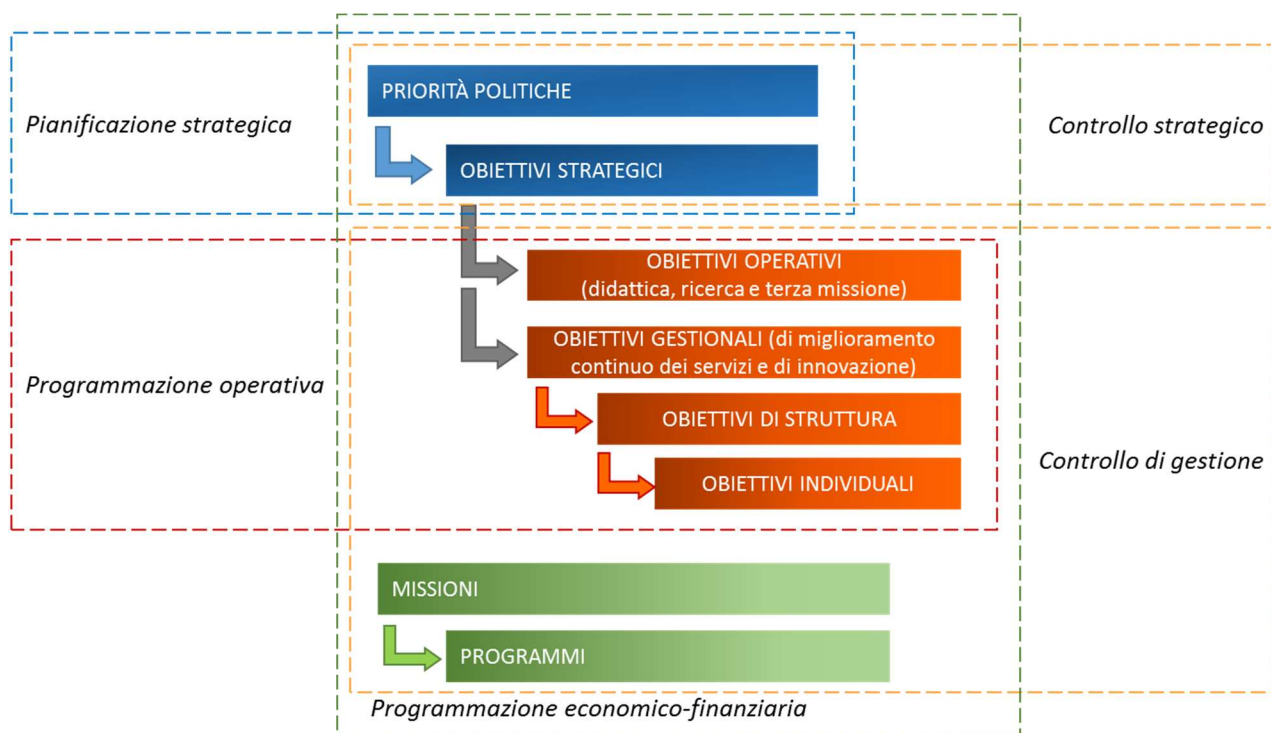 PRIORITÀ POLITICHE
Pianificazione strategica
Controllo strategico
OBIETTIVI STRATEGICI
OBIETTIVI OPERATIVI
(didattica, ricerca e terza missione)
OBIETTIVI GESTIONALI (di miglioramento
continuo dei servizi e di innovazione)
Programmazione operativa
OBIETTIVI DI STRUTTURA
Controllo di gestione
OBIETTIVI INDIVIDUALI
MISSIONI
PROGRAMMI
Programmazione economico-finanziaria